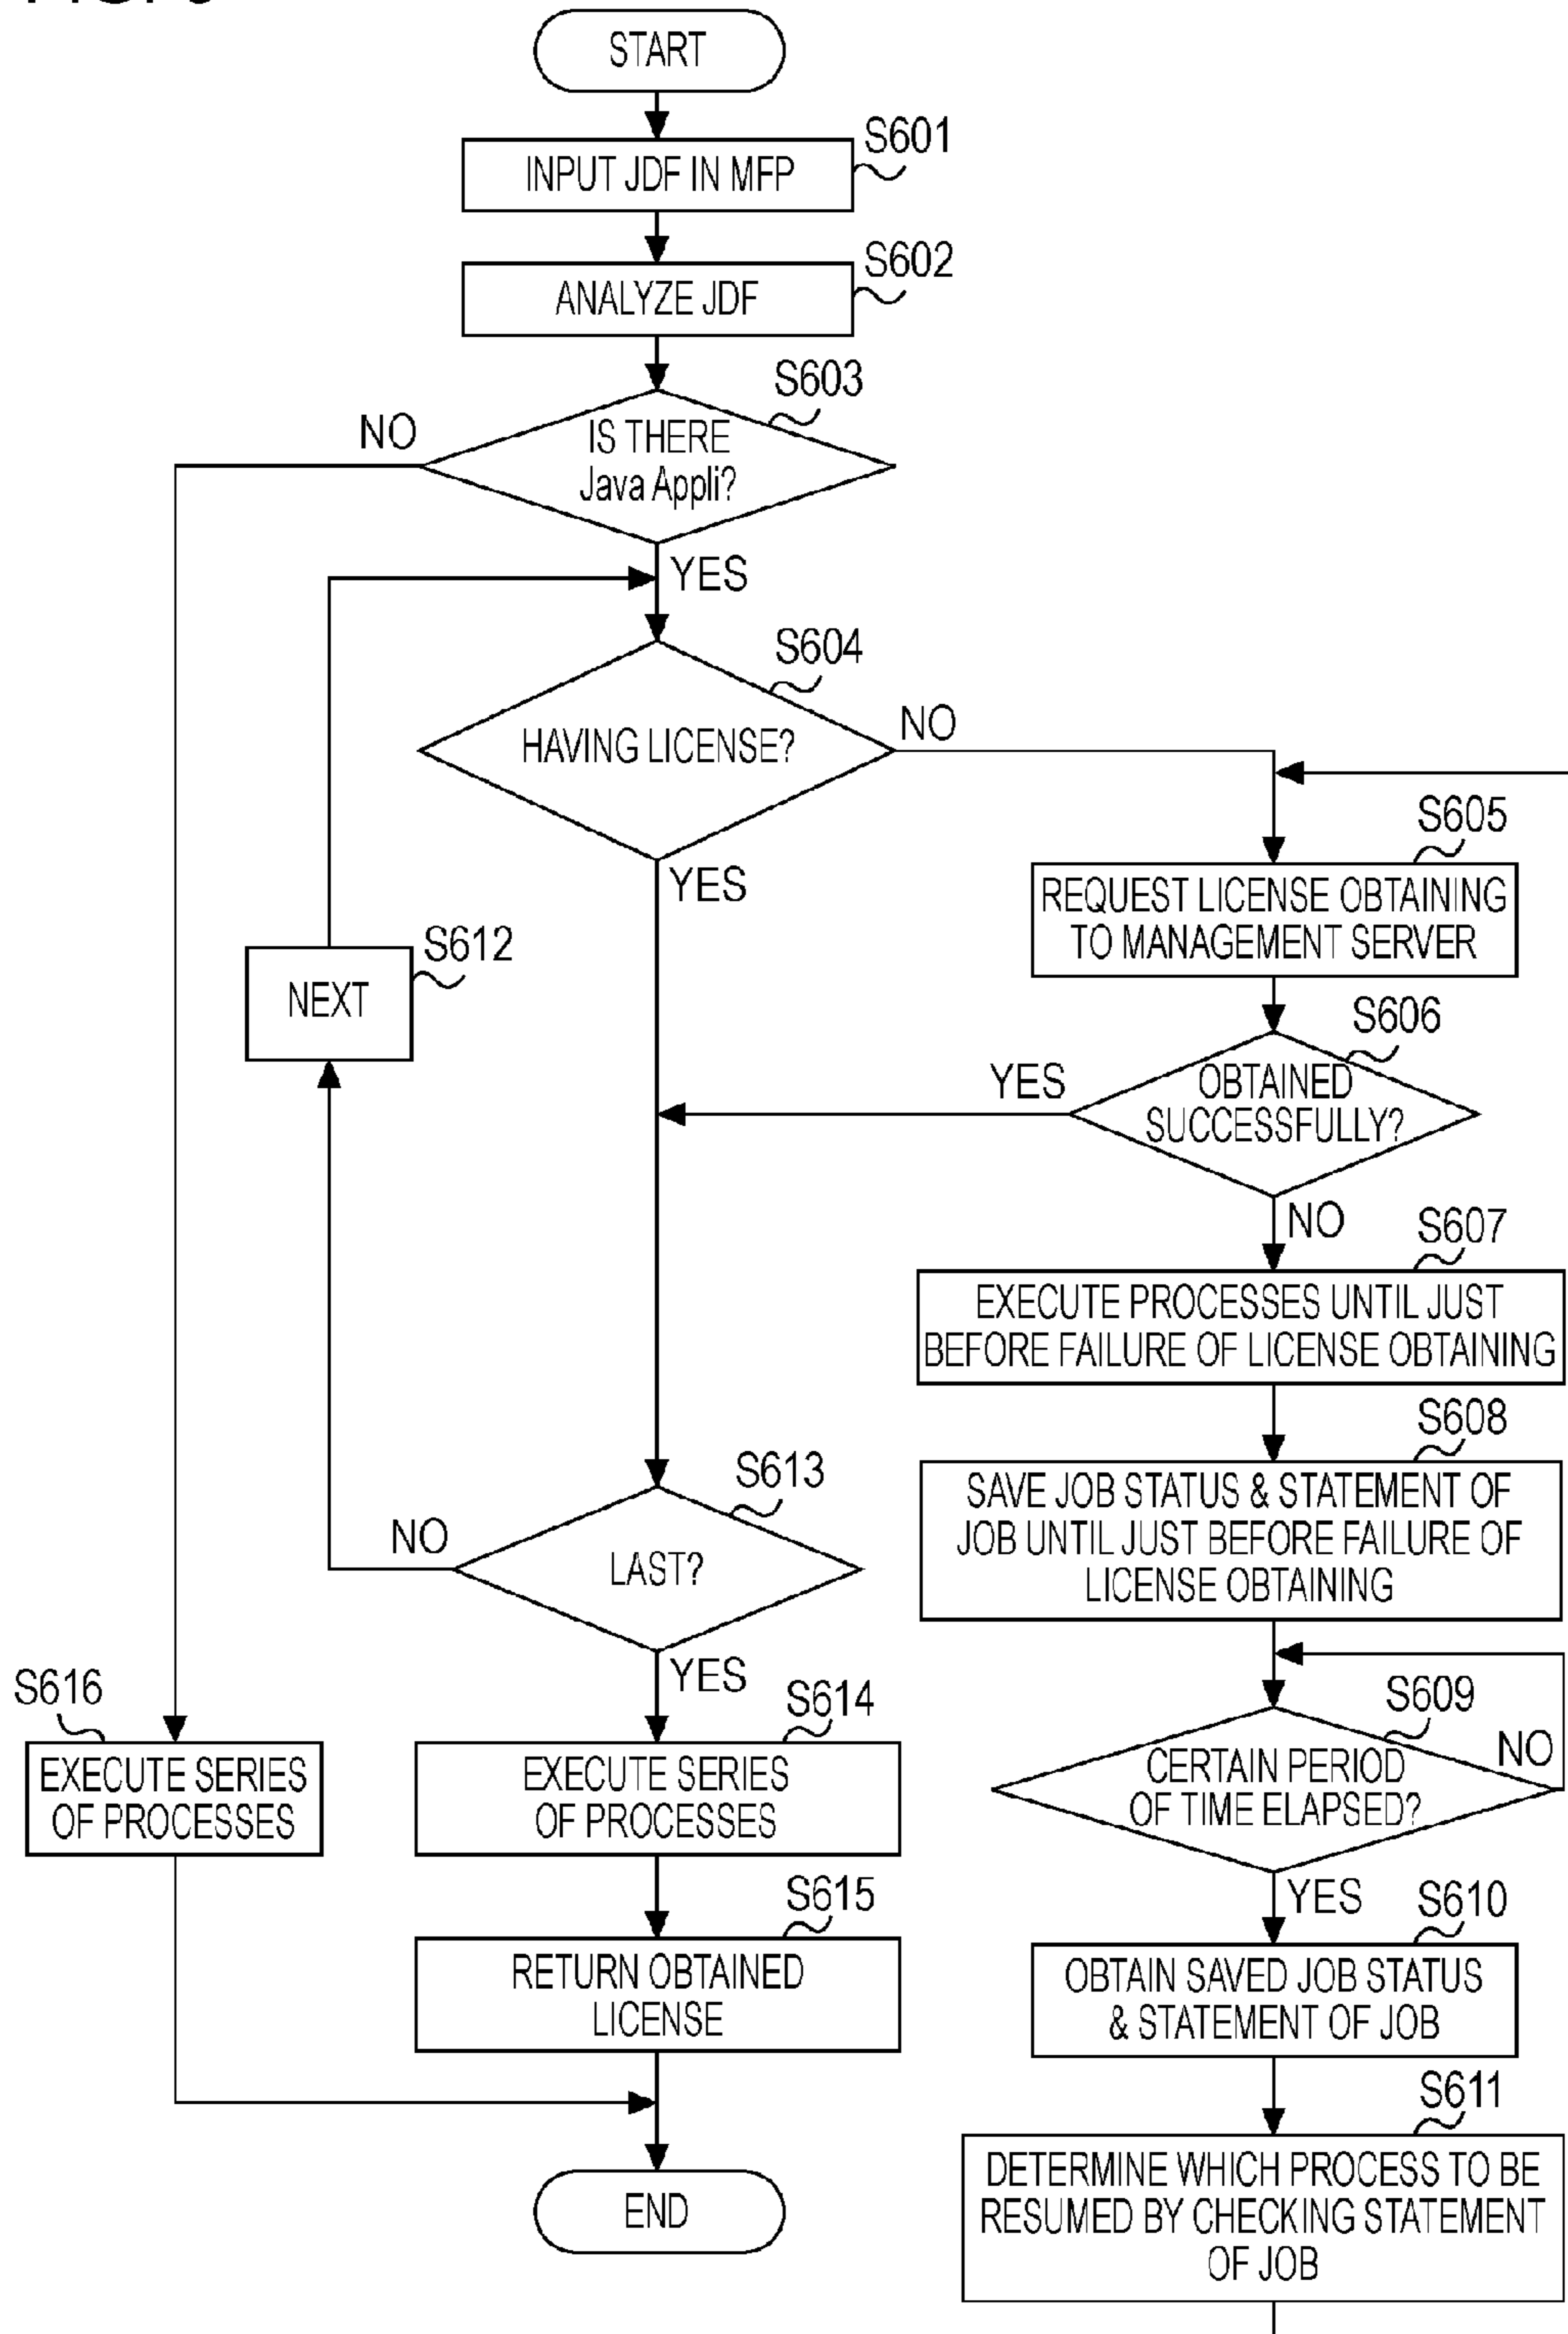 START
S601
INPUT JDF IN MFP
S602
ANALYZE JDF
S603
IS THERE
Java Appli?
NO
YES
S604
HAVING LICENSE?
NO
YES
S605
REQUEST LICENSE OBTAINING
TO MANAGEMENT SERVER
S606
OBTAINED
SUCCESSFULLY?
YES
NO
S607
EXECUTE PROCESSES UNTIL JUST
BEFORE FAILURE OF LICENSE OBTAINING
S608
SAVE JOB STATUS & STATEMENT OF
JOB UNTIL JUST BEFORE FAILURE OF
LICENSE OBTAINING
S609
CERTAIN PERIOD
OF TIME ELAPSED?
NO
YES
S610
OBTAIN SAVED JOB STATUS
& STATEMENT OF JOB
S611
DETERMINE WHICH PROCESS TO BE
RESUMED BY CHECKING STATEMENT
OF JOB
S612
NEXT
S613
LAST?
NO
YES
S614
EXECUTE SERIES
OF PROCESSES
S615
RETURN OBTAINED
LICENSE
S616
EXECUTE SERIES
OF PROCESSES
END